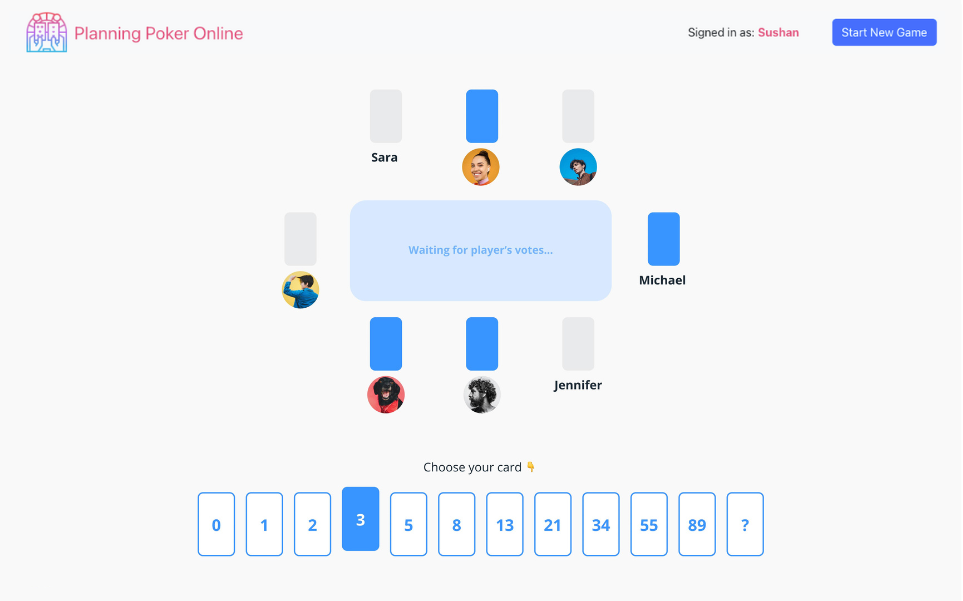 Planning Poker Online
Signed in as: Sushan
Start New Game
Sara
Waiting for player's votes...
Michael
Jennifer
Choose your card 👇
0 1 2 3 5 8 13 21 34 55 89 ?